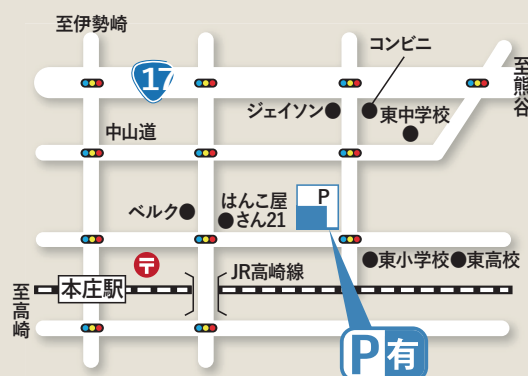 至伊勢崎
17
コンビニ
至熊谷
ジェイソン
東中学校
中山道
はんこ屋
さん21
P
ベルク
〒
東小学校
東高校
JR高崎線
本庄駅
至高崎
P有